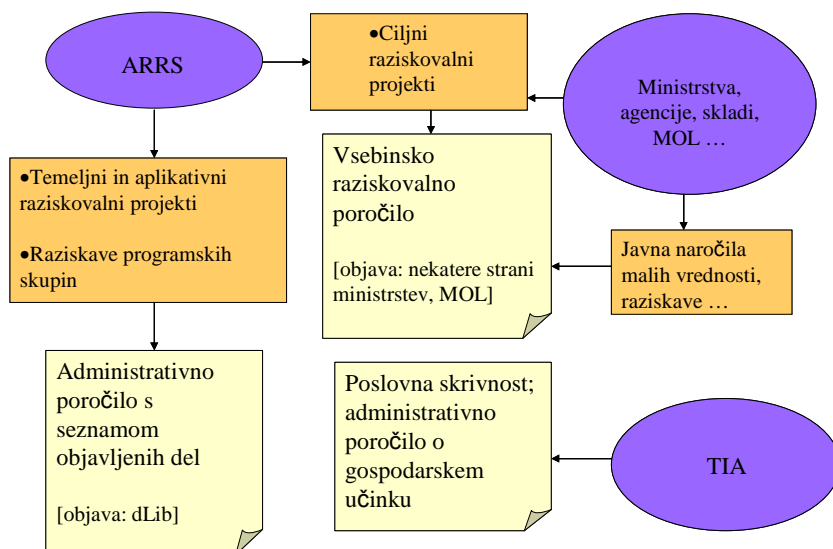 ARRS
•Ciljni
raziskovalni
projekti
Ministrstva,
agencije, skladi,
MOL …
•Temeljni in aplikativni
raziskovalni projekti
•Raziskave programskih
skupin
Vsebinsko
raziskovalno
poročilo
[objava: nekatere strani
ministrstev, MOL]
Javna naročila
malih vrednosti,
raziskave …
Administrativno
poročilo s
seznamom
objavljenih del
[objava: dLib]
Poslovna skrivnost;
administrativno
poročilo o
gospodarskem
učinku
TIA